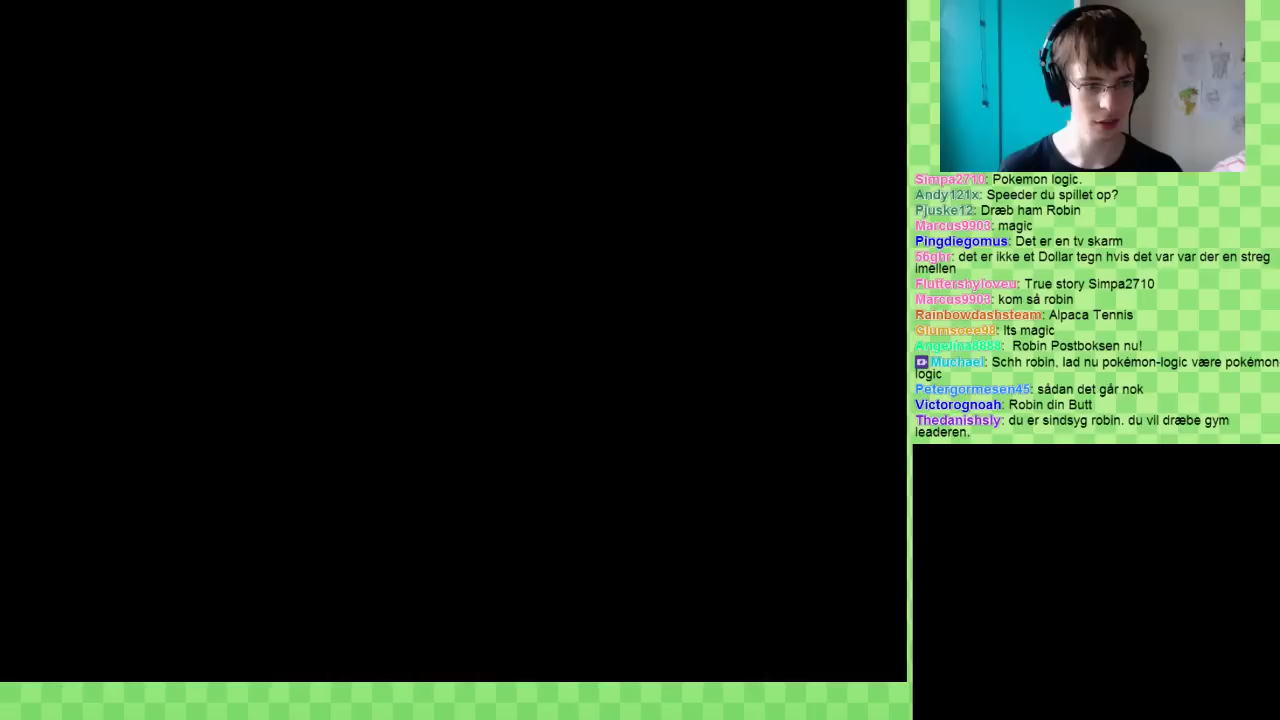 Simpa2710: Pokemon logic.
Andy121x: Speeder du spillet op?
Pjuske12: Dræb ham Robin
Marcus9903: magic
Pingdiegomus: Det er en tv skarm
56ghr: det er ikke et Dollar tegn hvis det var var der en streg
imellen
Fluttershyloveu: True story Simpa2710
Marcus9903: kom så robin
Rainbowdashsteam: Alpaca Tennis
Glumscee98: Its magic
Angelina8888: Robin Postboksen nu!
Muchael: Schh robin, lad nu pokémon-logic være pokémon
logic
Petergormesen45: sådan det går nok
Victorognoah: Robin din Butt
Thedanishsly: du er sindsyg robin. du vil dræbe gym
leaderen.